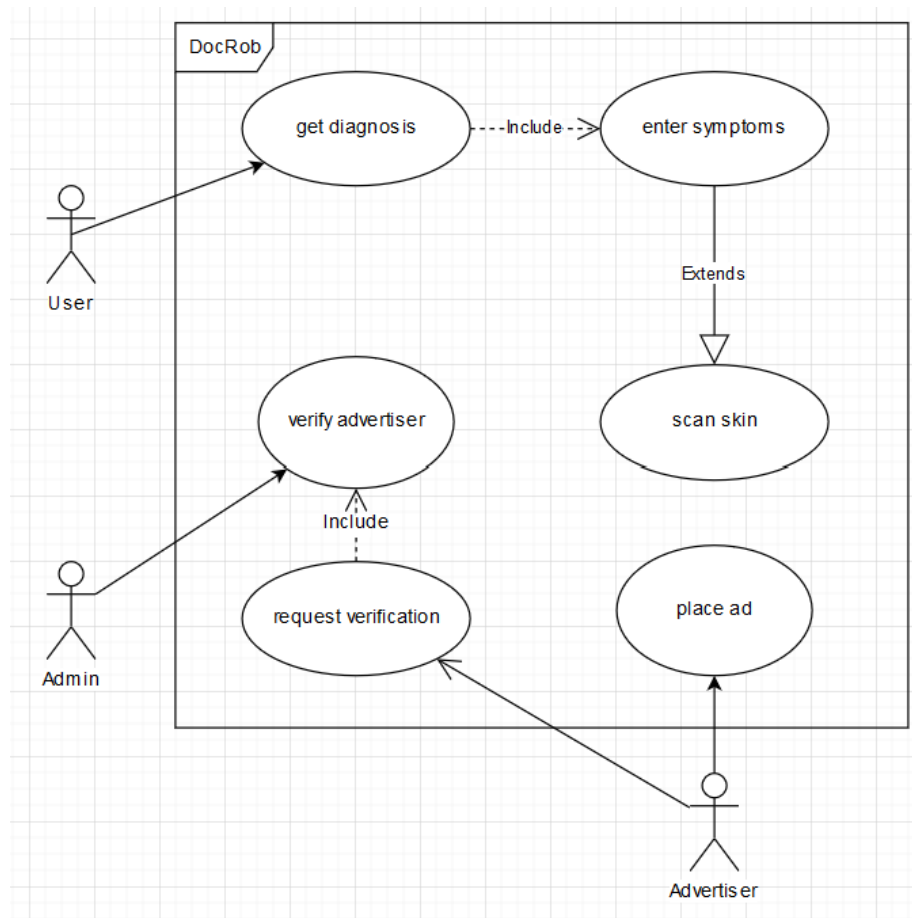 DocRob
get diagnosis
Include
enter symptoms
User
Extends
verify advertiser
scan skin
Include
Admin
request verification
place ad
Advertiser